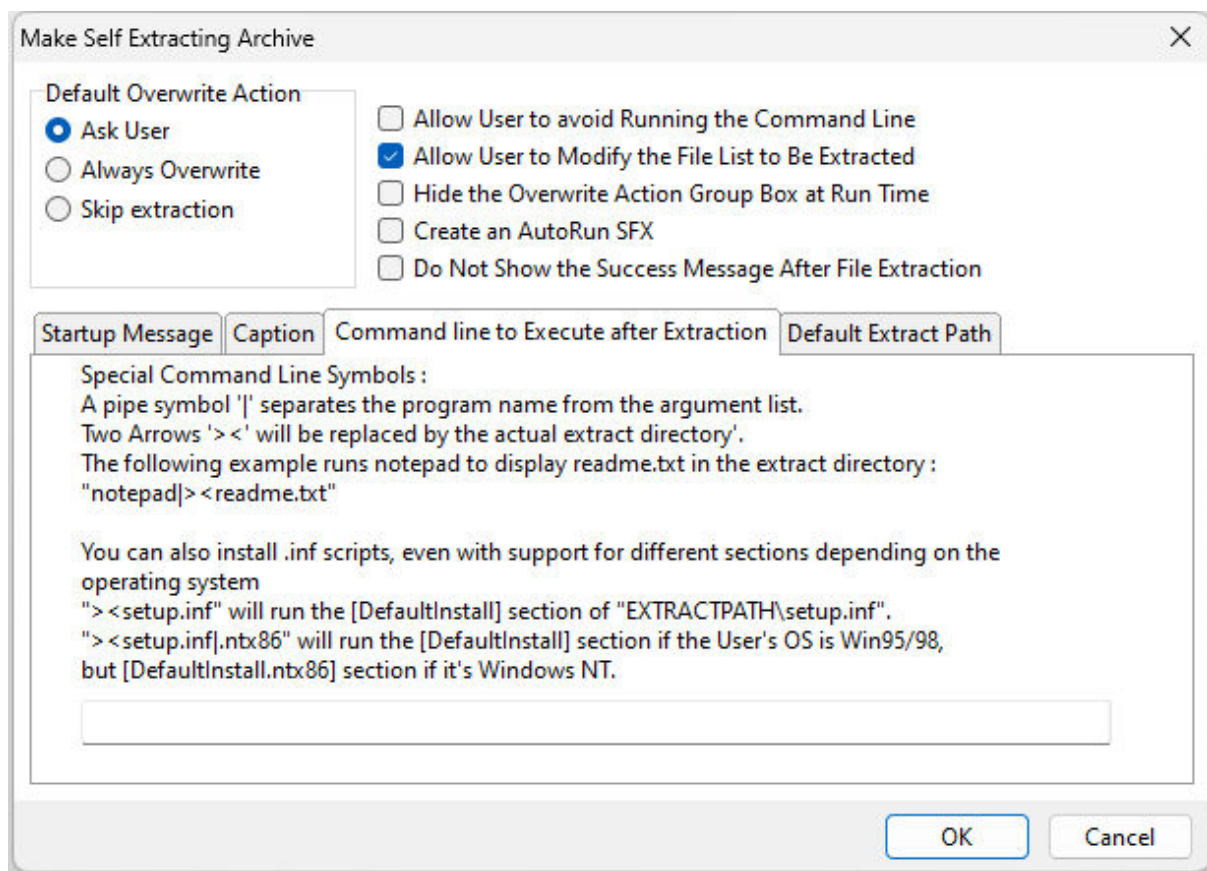 Make Self Extracting Archive
Default Overwrite Action
Ask User
Always Overwrite
Skip extraction
Allow User to avoid Running the Command Line
Allow User to Modify the File List to Be Extracted
Hide the Overwrite Action Group Box at Run Time
Create an AutoRun SFX
Do Not Show the Success Message After File Extraction
Startup Message
Caption
Command line to Execute after Extraction
Default Extract Path
Special Command Line Symbols :
A pipe symbol '|' separates the program name from the argument list.
Two Arrows '><' will be replaced by the actual extract directory'.
The following example runs notepad to display readme.txt in the extract directory :
"notepad|><readme.txt"
You can also install .inf scripts, even with support for different sections depending on the
operating system
"><setup.inf" will run the [DefaultInstall] section of "EXTRACTPATH\setup.inf".
"><setup.inf|.ntx86" will run the [DefaultInstall] section if the User's OS is Win95/98,
but [DefaultInstall.ntx86] section if it's Windows NT.
OK
Cancel